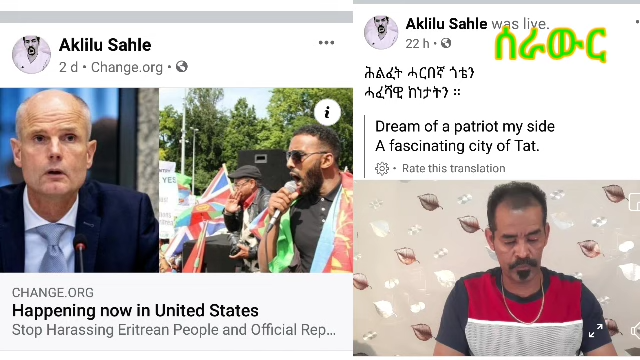 Aklilu Sahle
2 d • Change.org •
YES
CHANGE.ORG
Happening now in United States
Stop Harassing Eritrean People and Official Rep...
Aklilu Sahle was live.
22 h •
ሰራውር
ሕልፈት ሓርበኛ ጎቴን
ሓፈሻዊ ኩነታትን ።
Dream of a patriot my side
A fascinating city of Tat.
• Rate this translation